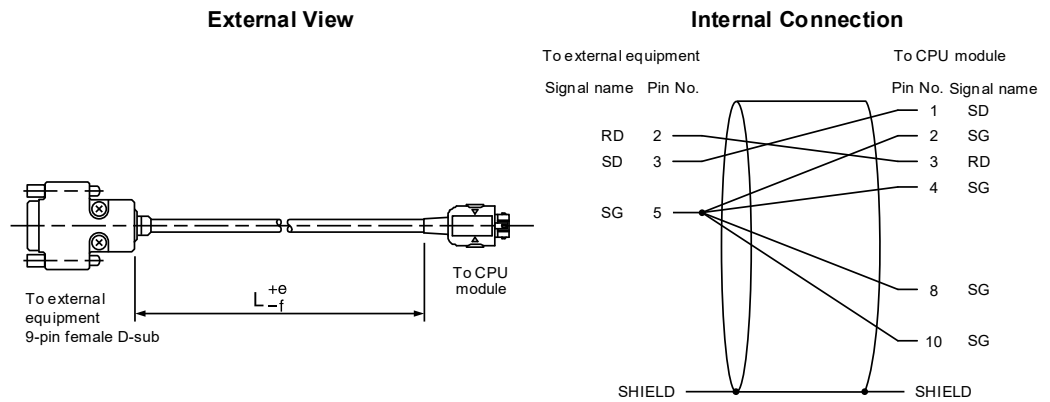 External View
To external
equipment
9-pin female D-sub
L +e -f
To CPU
module
Internal Connection
To external equipment
To CPU module
Signal name Pin No.
Pin No. Signal name
1 SD
RD 2
2 SG
SD 3
3 RD
4 SG
SG 5
8 SG
10 SG
SHIELD
SHIELD